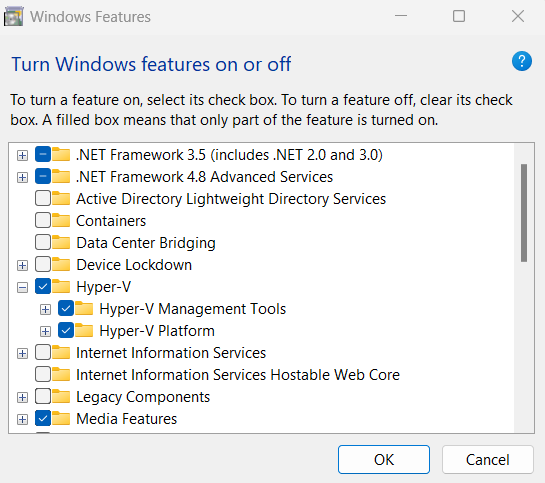 Windows Features
Turn Windows features on or off
?
To turn a feature on, select its check box. To turn a feature off, clear its check
box. A filled box means that only part of the feature is turned on.
.NET Framework 3.5 (includes .NET 2.0 and 3.0)
.NET Framework 4.8 Advanced Services
Active Directory Lightweight Directory Services
Containers
Data Center Bridging
Device Lockdown
Hyper-V
Hyper-V Management Tools
Hyper-V Platform
Internet Information Services
Internet Information Services Hostable Web Core
Legacy Components
Media Features
OK Cancel